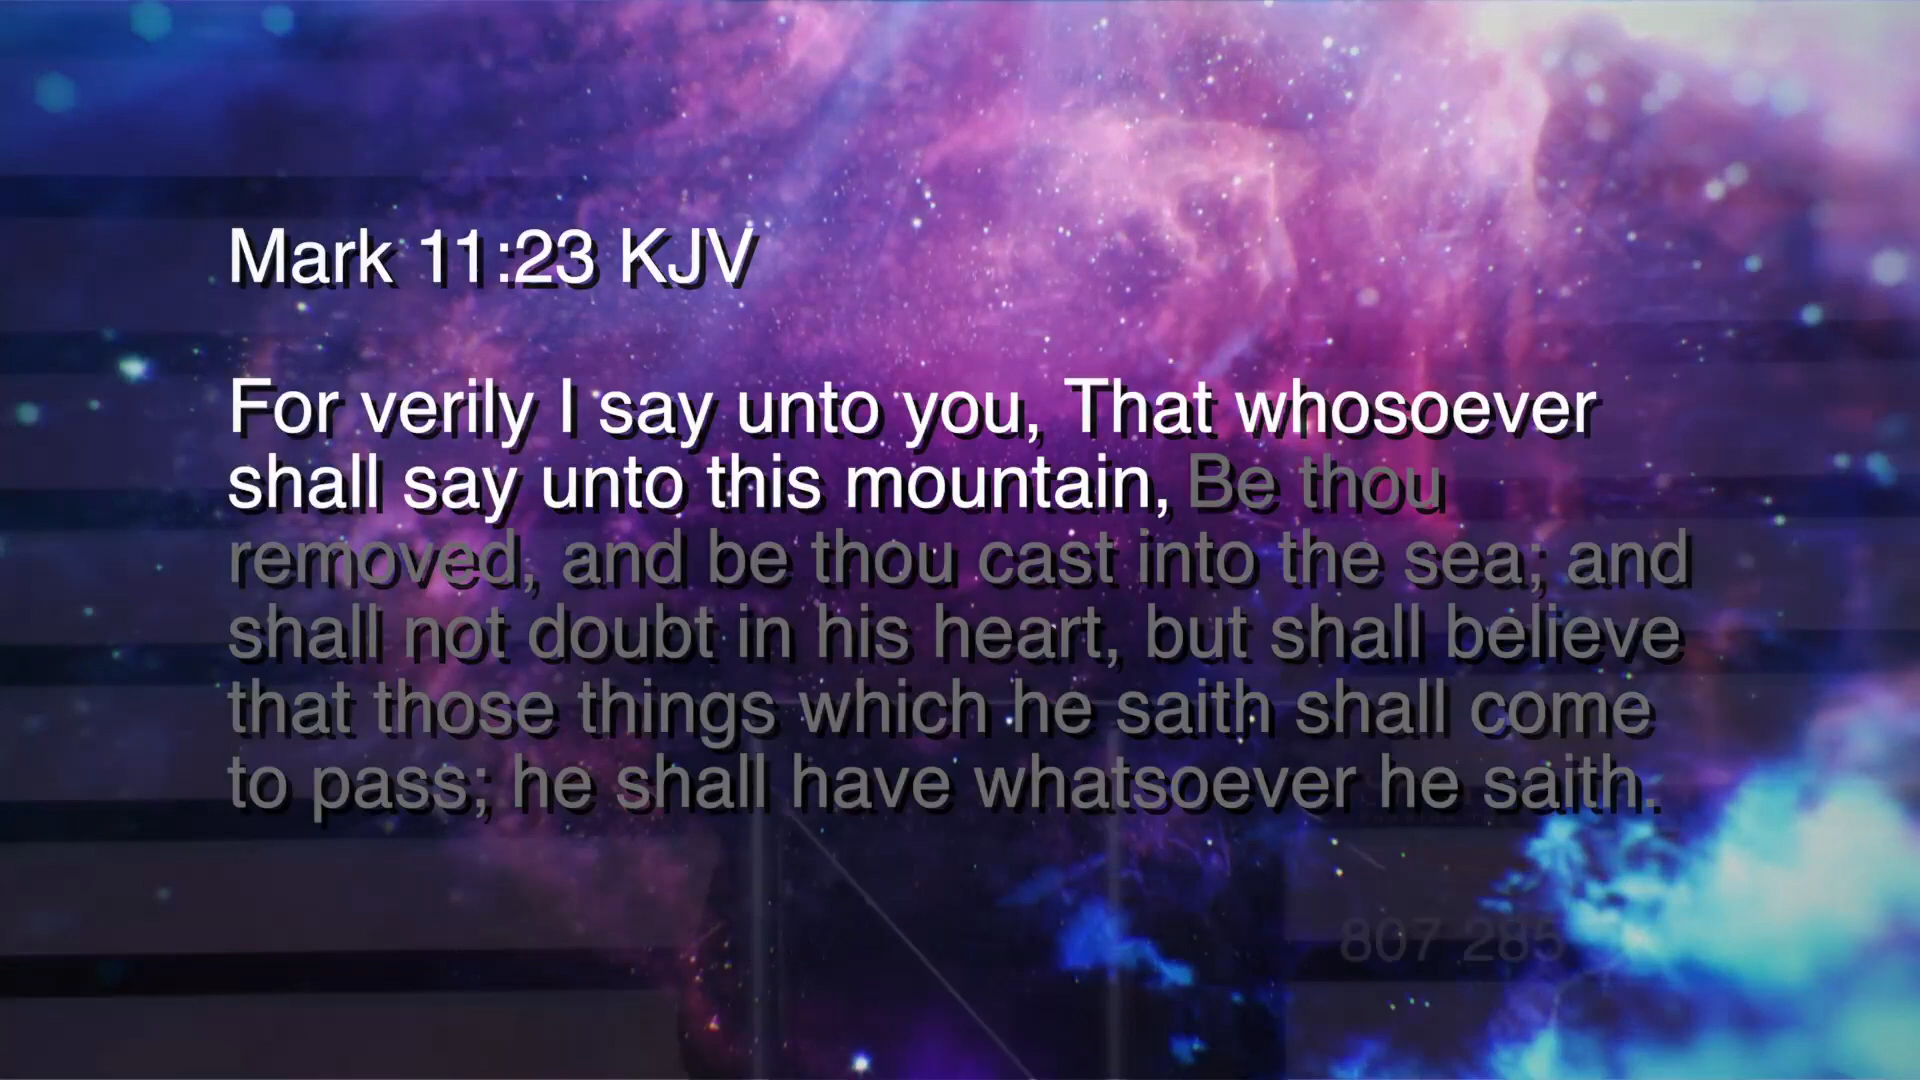 Mark 11:23 KJV
For verily I say unto you, That whosoever
shall say unto this mountain, Be thou
removed, and be thou cast into the sea; and
shall not doubt in his heart, but shall believe
that those things which he saith shall come
to pass; he shall have whatsoever he saith.
807 285